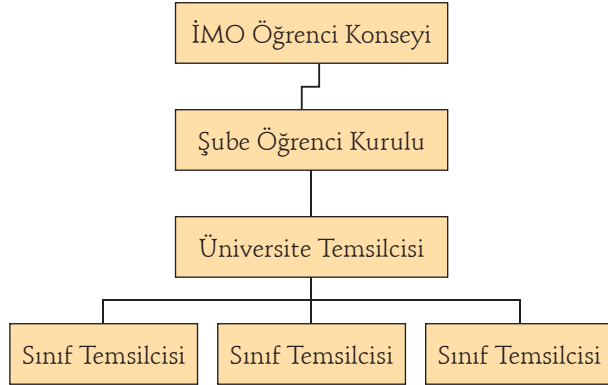 İMO Öğrenci Konseyi
Şube Öğrenci Kurulu
Üniversite Temsilcisi
Sınıf Temsilcisi
Sınıf Temsilcisi
Sınıf Temsilcisi